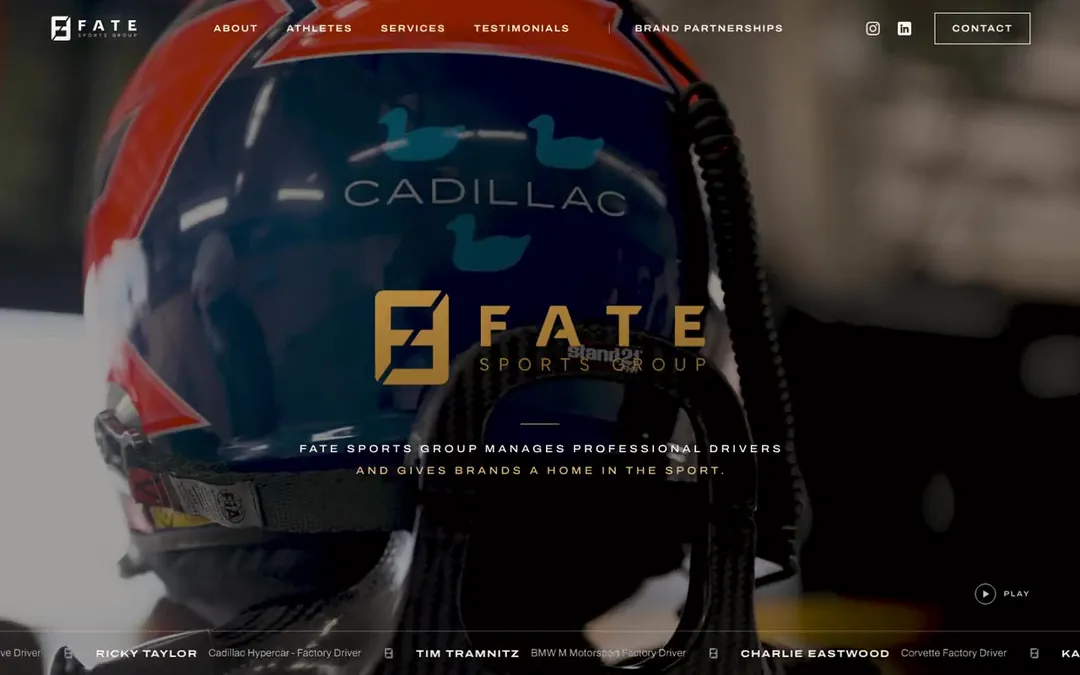 FATE
SPORTS GROUP
ABOUT
ATHLETES
SERVICES
TESTIMONIALS
BRAND PARTNERSHIPS
CONTACT
CADILLAC
FATE
stand21
SPORTS GROUP
FATE SPORTS GROUP MANAGES PROFESSIONAL DRIVERS
AND GIVES BRANDS A HOME IN THE SPORT.
FIA
PLAY
ve Driver
RICKY TAYLOR Cadillac Hypercar - Factory Driver
TIM TRAMNITZ BMW M Motorsport Factory Driver
CHARLIE EASTWOOD Corvette Factory Driver
KA